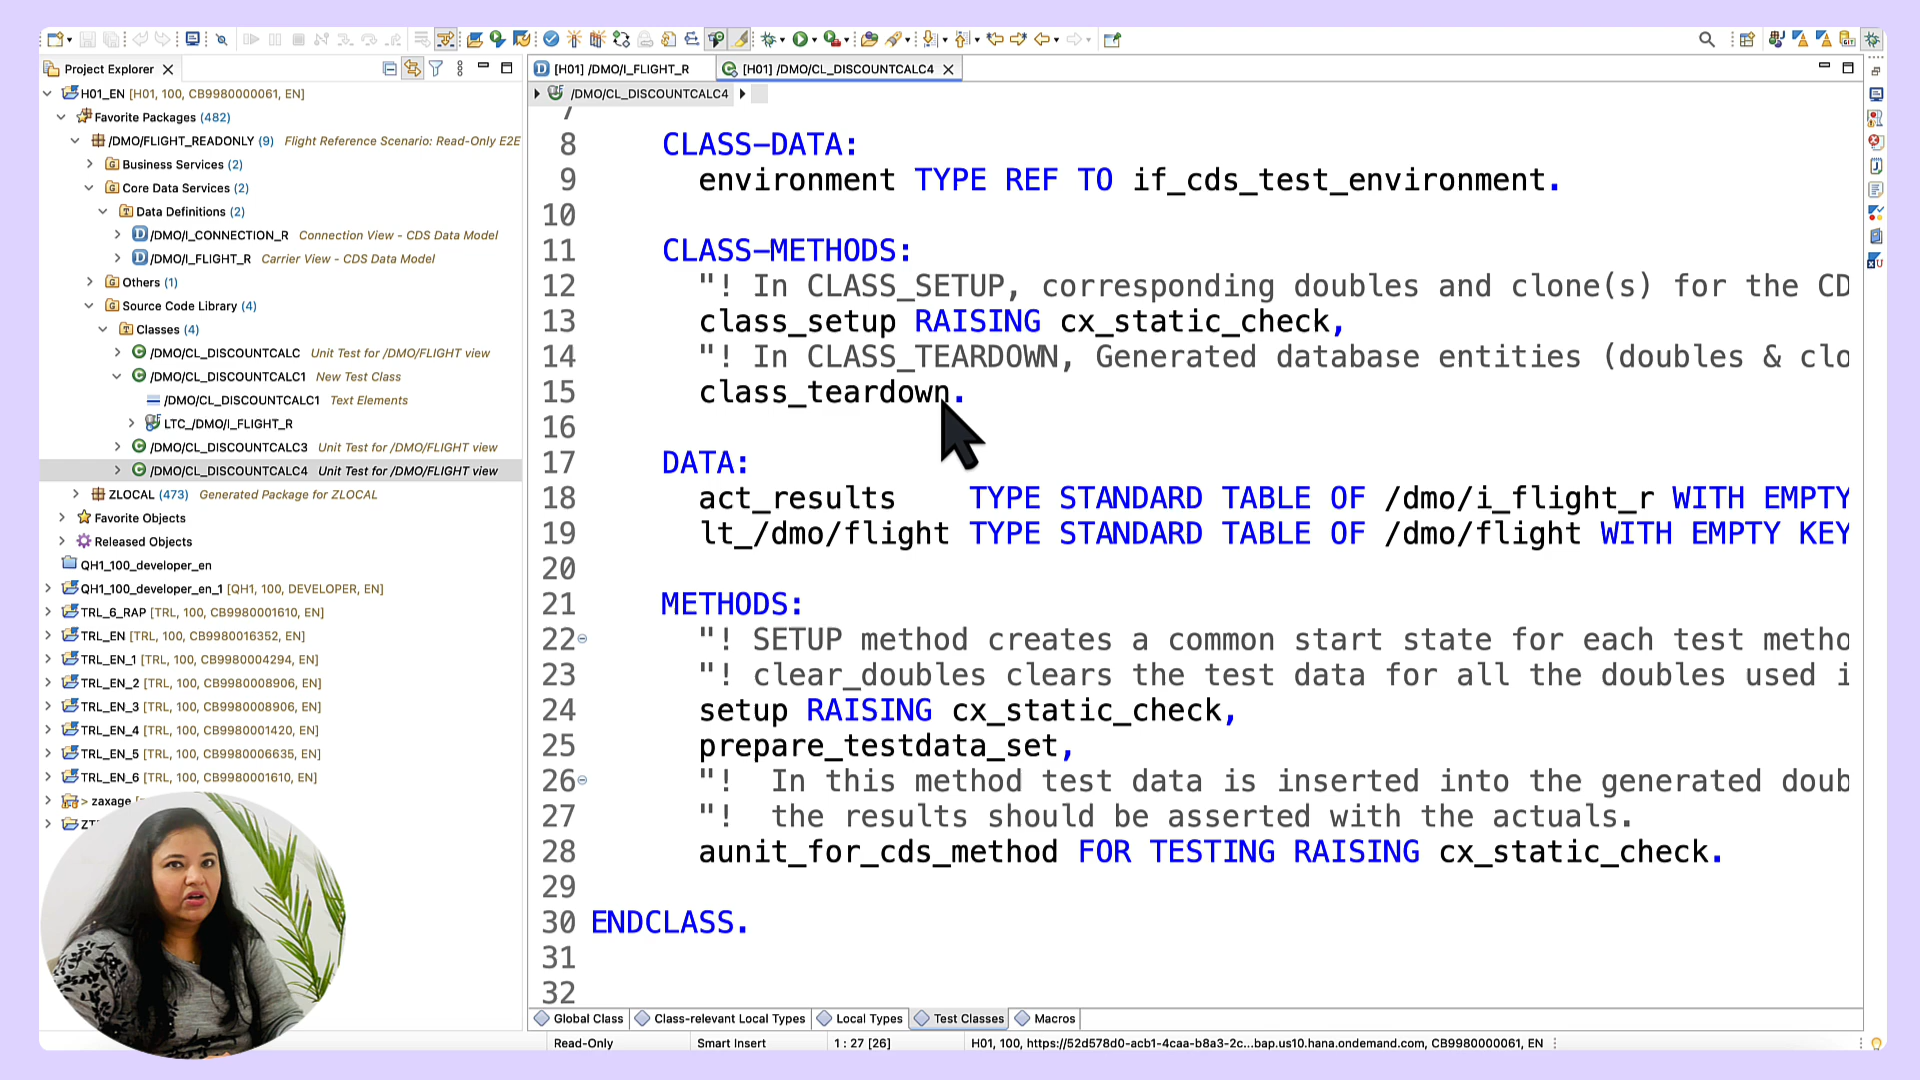 Project Explorer
H01_EN [H01, 100, CB9980000061, EN]
Favorite Packages (482)
/DMO/FLIGHT_READONLY (9) Flight Reference Scenario: Read-Only E2E
Business Services (2)
Core Data Services (2)
Data Definitions (2)
/DMO/I_CONNECTION_R Connection View - CDS Data Model
/DMO/I_FLIGHT_R Carrier View - CDS Data Model
Others (1)
Source Code Library (4)
Classes (4)
/DMO/CL_DISCOUNTCALC Unit Test for /DMO/FLIGHT view
/DMO/CL_DISCOUNTCALC1 New Test Class
/DMO/CL_DISCOUNTCALC1 Text Elements
LTC_/DMO/I_FLIGHT_R
/DMO/CL_DISCOUNTCALC3 Unit Test for /DMO/FLIGHT view
/DMO/CL_DISCOUNTCALC4 Unit Test for /DMO/FLIGHT view
ZLOCAL (473) Generated Package for ZLOCAL
Favorite Objects
Released Objects
QH1_100_developer_en
QH1_100_developer_en_1 [QH1, 100, DEVELOPER, EN]
TRL_6_RAP [TRL, 100, CB9980001610, EN]
TRL_EN [TRL, 100, CB9980016352, EN]
TRL_EN_1 [TRL, 100, CB9980004294, EN]
TRL_EN_2 [TRL, 100, CB9980008906, EN]
TRL_EN_3 [TRL, 100, CB9980008906, EN]
TRL_EN_4 [TRL, 100, CB9980001420, EN]
TRL_EN_5 [TRL, 100, CB9980006635, EN]
TRL_EN_6 [TRL, 100, CB9980001610, EN]
> zaxage
[H01] /DMO/I_FLIGHT_R
[H01] /DMO/CL_DISCOUNTCALC4
/DMO/CL_DISCOUNTCALC4
7
8 CLASS-DATA:
9 environment TYPE REF TO if_cds_test_environment.
10
11 CLASS-METHODS:
12 "! In CLASS_SETUP, corresponding doubles and clone(s) for the CD
13 class_setup RAISING cx_static_check,
14 "! In CLASS_TEARDOWN, Generated database entities (doubles & clo
15 class_teardown.
16
17 DATA:
18 act_results TYPE STANDARD TABLE OF /dmo/i_flight_r WITH EMPTY
19 lt_/dmo/flight TYPE STANDARD TABLE OF /dmo/flight WITH EMPTY KEY
20
21 METHODS:
22 "! SETUP method creates a common start state for each test metho
23 "! clear_doubles clears the test data for all the doubles used i
24 setup RAISING cx_static_check,
25 prepare_testdata_set,
26 "! In this method test data is inserted into the generated doub
27 "! the results should be asserted with the actuals.
28 aunit_for_cds_method FOR TESTING RAISING cx_static_check.
29
30 ENDCLASS.
31
32
Global Class Class-relevant Local Types Local Types Test Classes Macros
Read-Only Smart Insert 1 : 27 [26] H01, 100, https://52d578d0-acb1-4caa-b8a3-2c...bap.us10.hana.ondemand.com, CB9980000061, EN